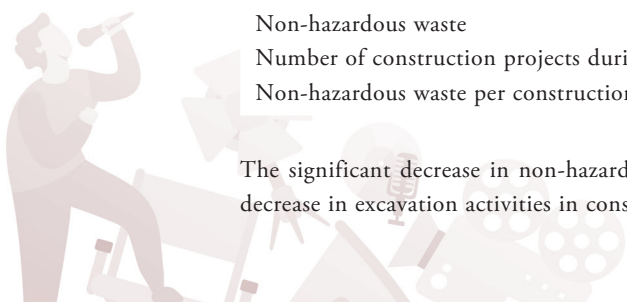 Non-hazardous waste
Number of construction projects duri
Non-hazardous waste per construction
The significant decrease in non-hazard
decrease in excavation activities in cons